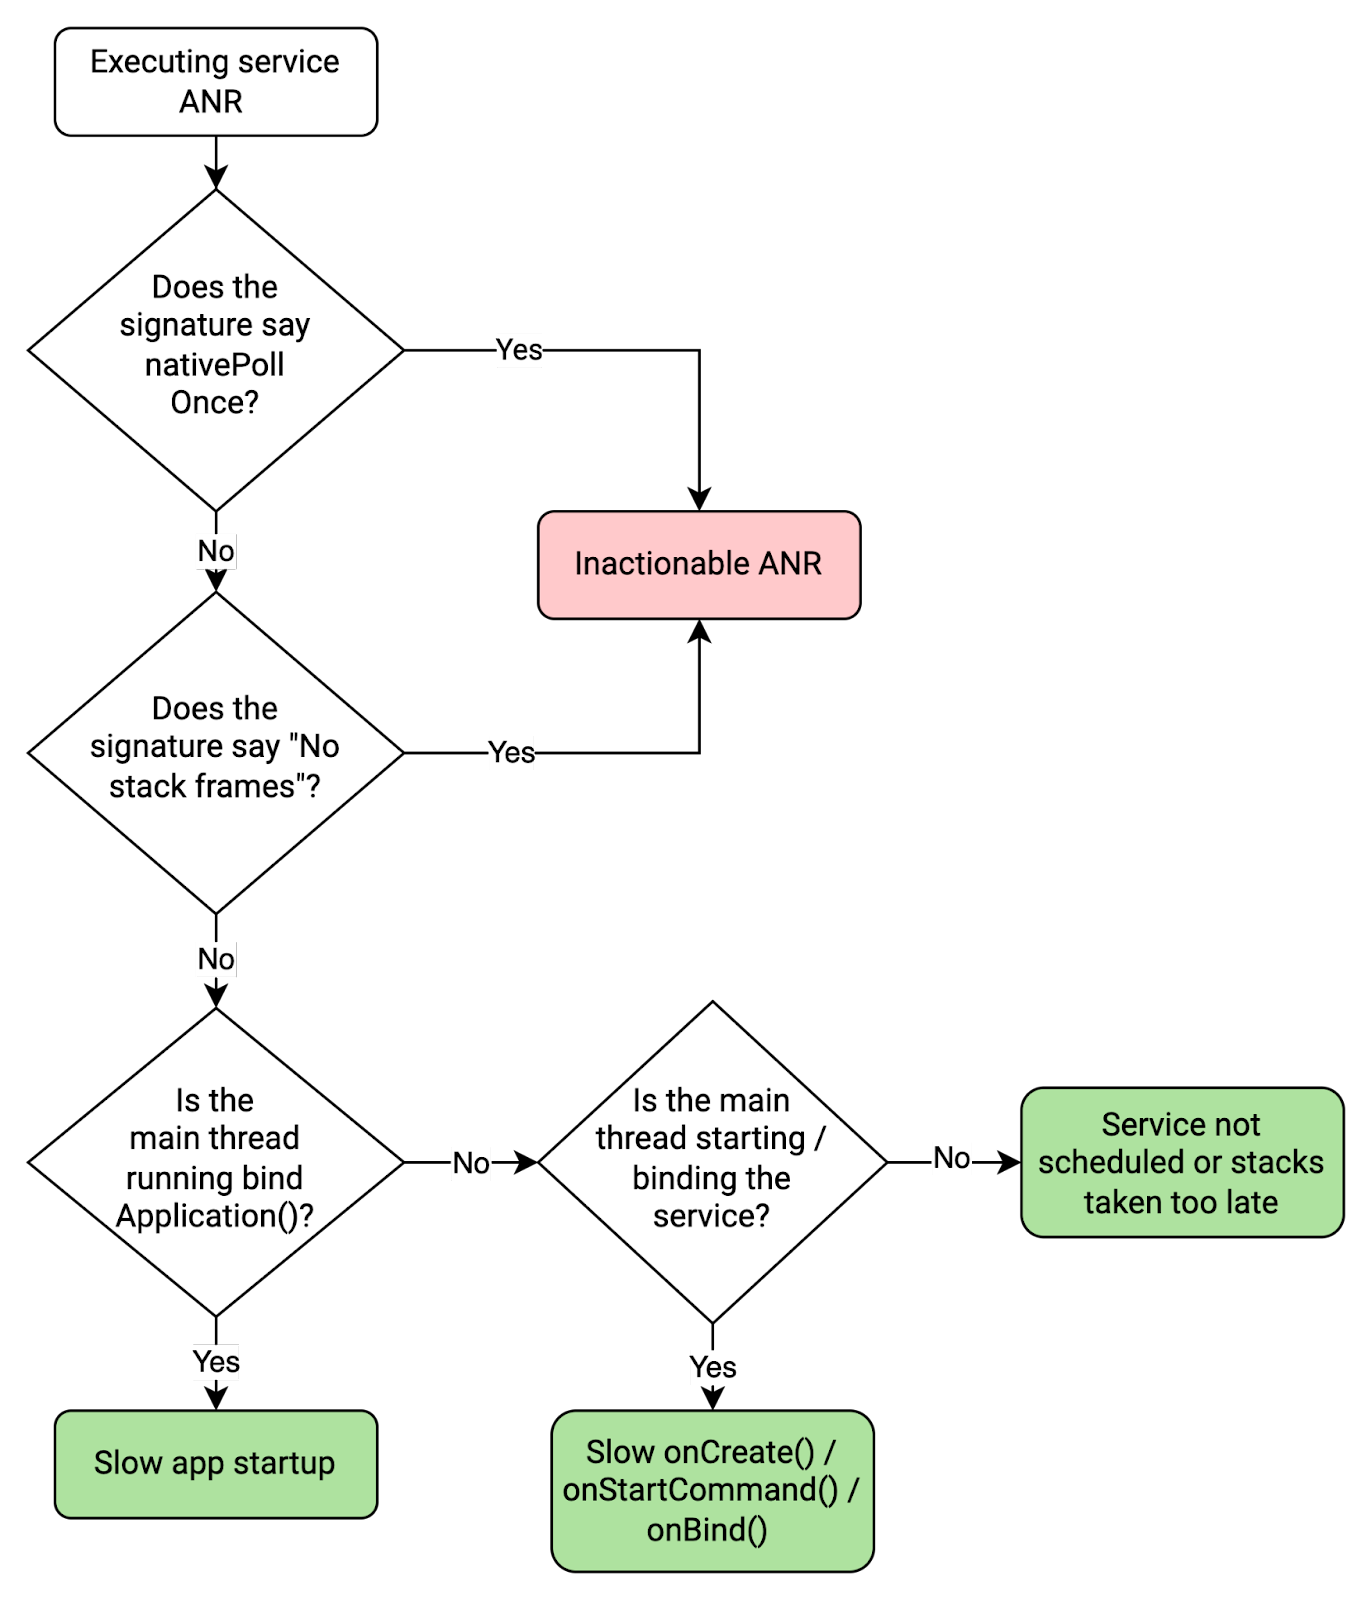 Executing service
ANR
Does the
signature say
nativePoll
Once?
Yes
Inactionable ANR
No
Does the
signature say "No
stack frames"?
Yes
No
Is the
main thread
running bind
Application()?
No
Is the main
thread starting /
binding the
service?
No
Service not
scheduled or stacks
taken too late
Yes
Slow app startup
Yes
Slow onCreate() /
onStartCommand() /
onBind()